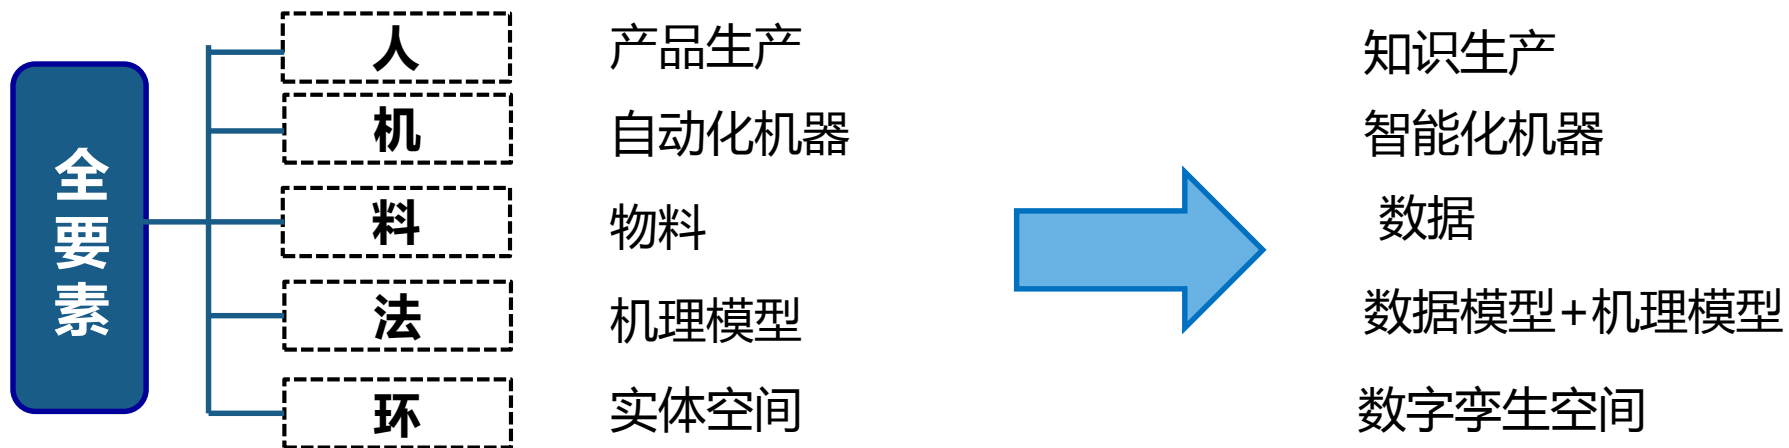 全要素
人 产品生产 知识生产
机 自动化机器 智能化机器
料 物料 数据
法 机理模型 数据模型+机理模型
环 实体空间 数字孪生空间